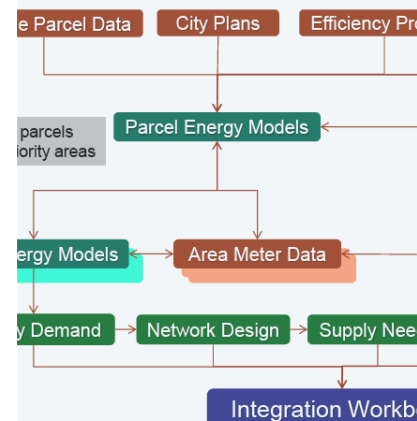 e Parcel Data
City Plans
Efficiency Pro
parcels
iority areas
Parcel Energy Models
ergy Models
Area Meter Data
y Demand
Network Design
Supply Nee
Integration Workb